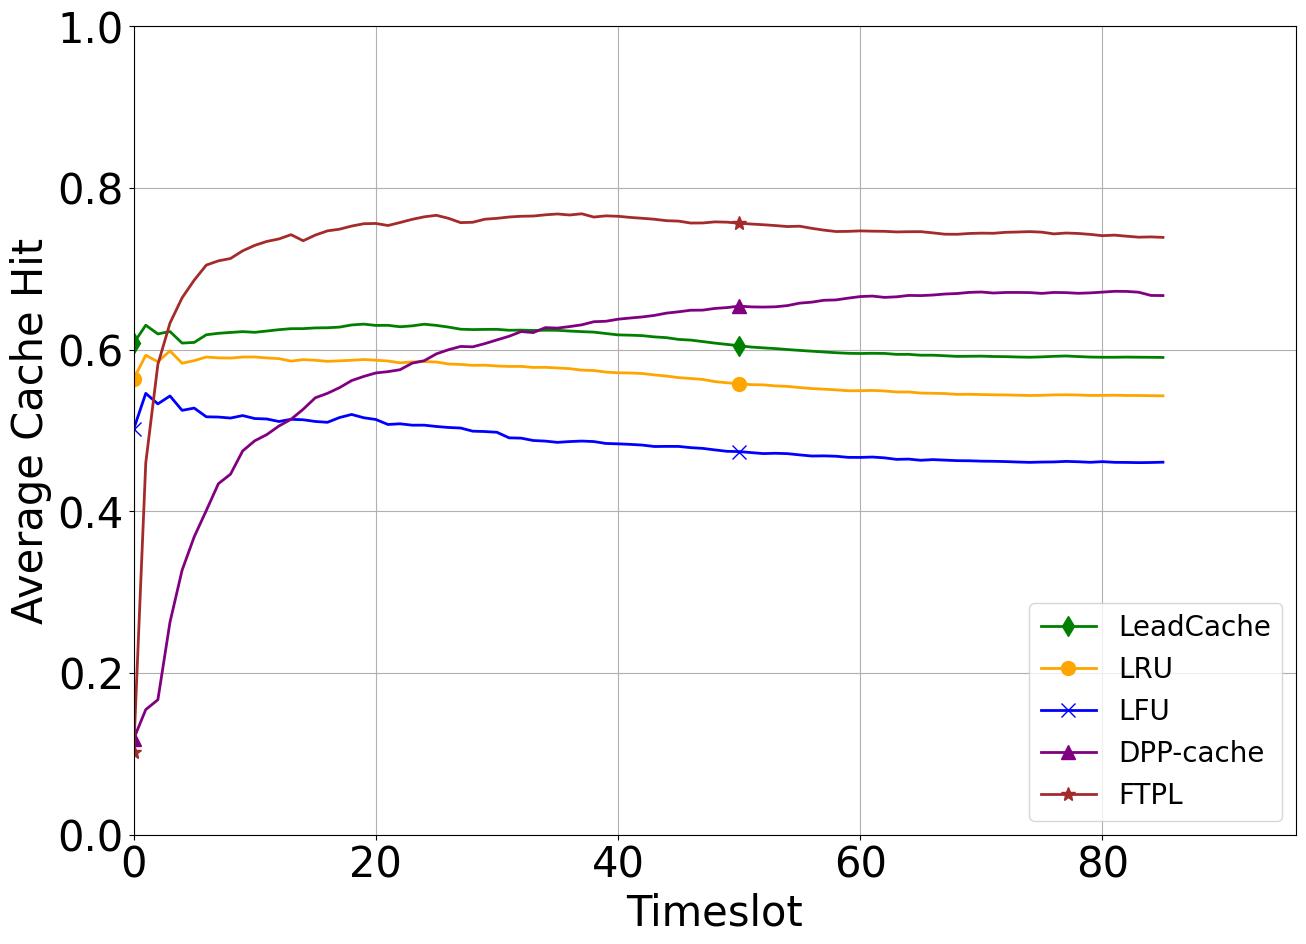 1.0
0.8
0.6
0.4
0.2
0.0
Average Cache Hit
0 20 40 60 80
Timeslot
LeadCache
LRU
LFU
DPP-cache
FTPL